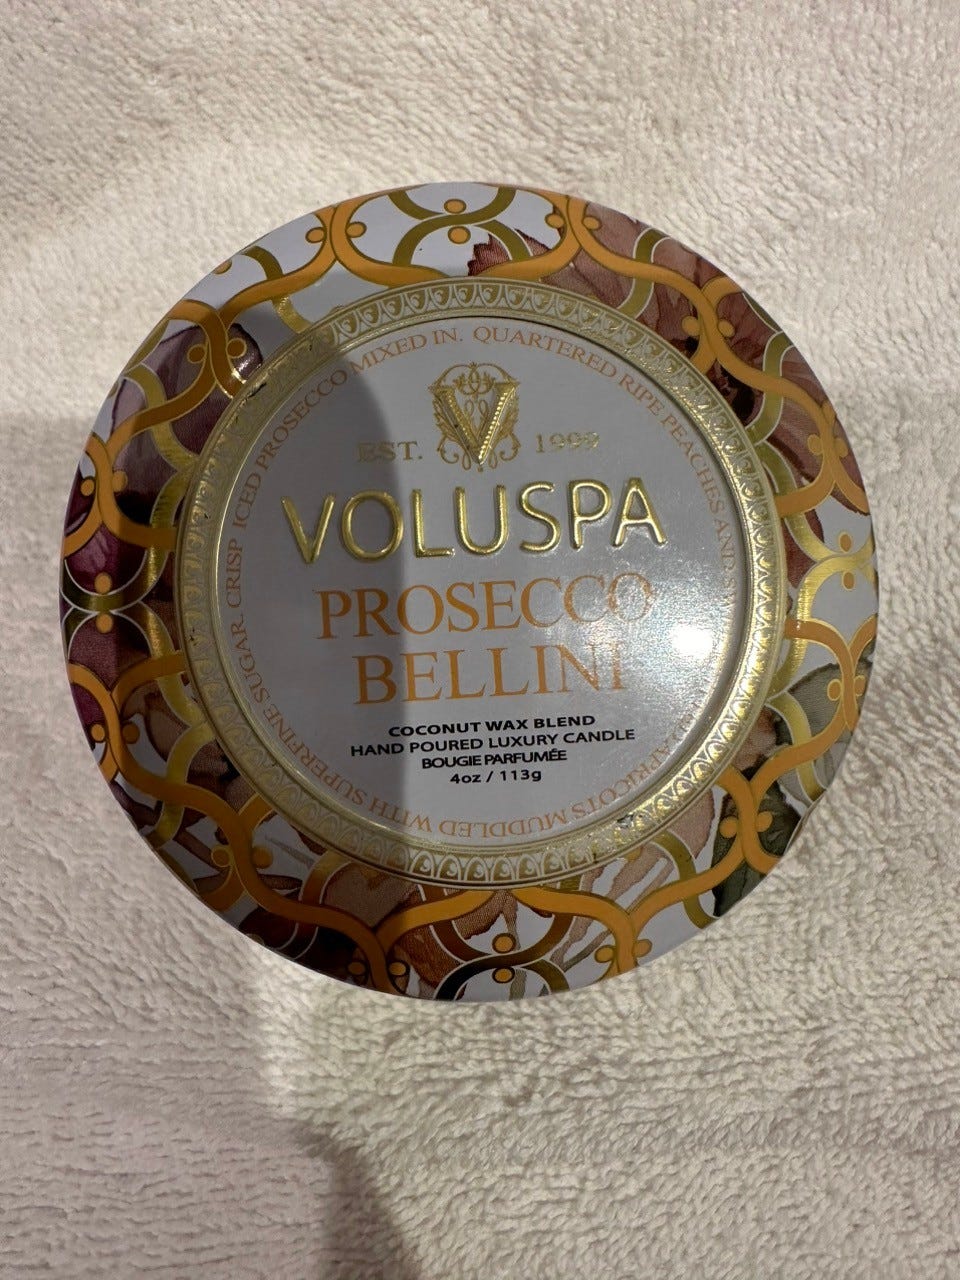 EST. 1999
VOLUSPA
PROSECCO
BELLINI
COCONUT WAX BLEND
HAND POURED LUXURY CANDLE
BOUGIE PARFUMÉE
4oz / 113g
QUARTERED RIPE PEACHES AND APRICOTS MUDDLED WITH SUPERFINE SUGAR. CRISP ICED PROSECCO MIXED IN.